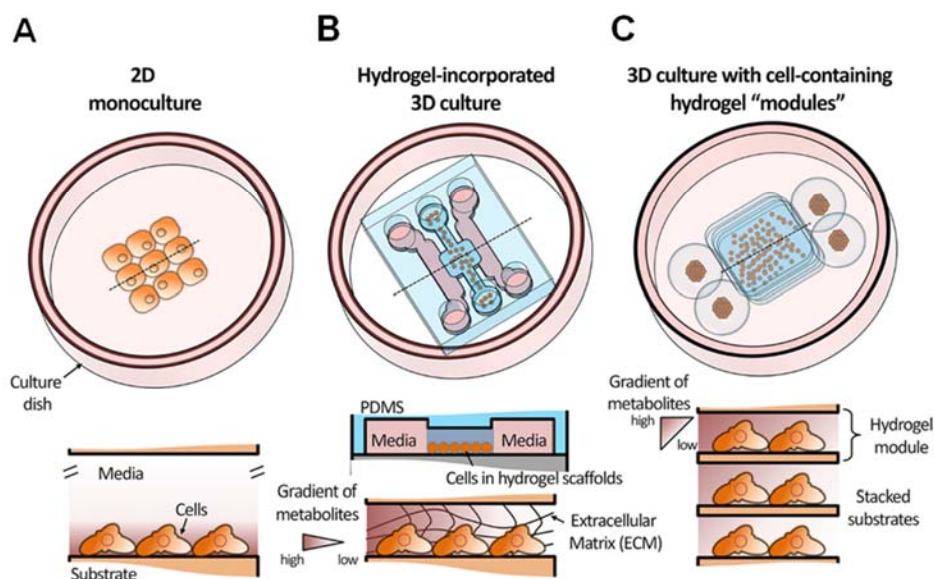 A
2D
monoculture
Culture
dish
Media
Cells
Substrate
B
Hydrogel-incorporated
3D culture
PDMS
Media
Media
Cells in hydrogel scaffolds
Gradient of
metabolites
high
low
Extracellular
Matrix (ECM)
C
3D culture with cell-containing
hydrogel “modules”
Gradient of
metabolites
high
low
Hydrogel
module
Stacked
substrates